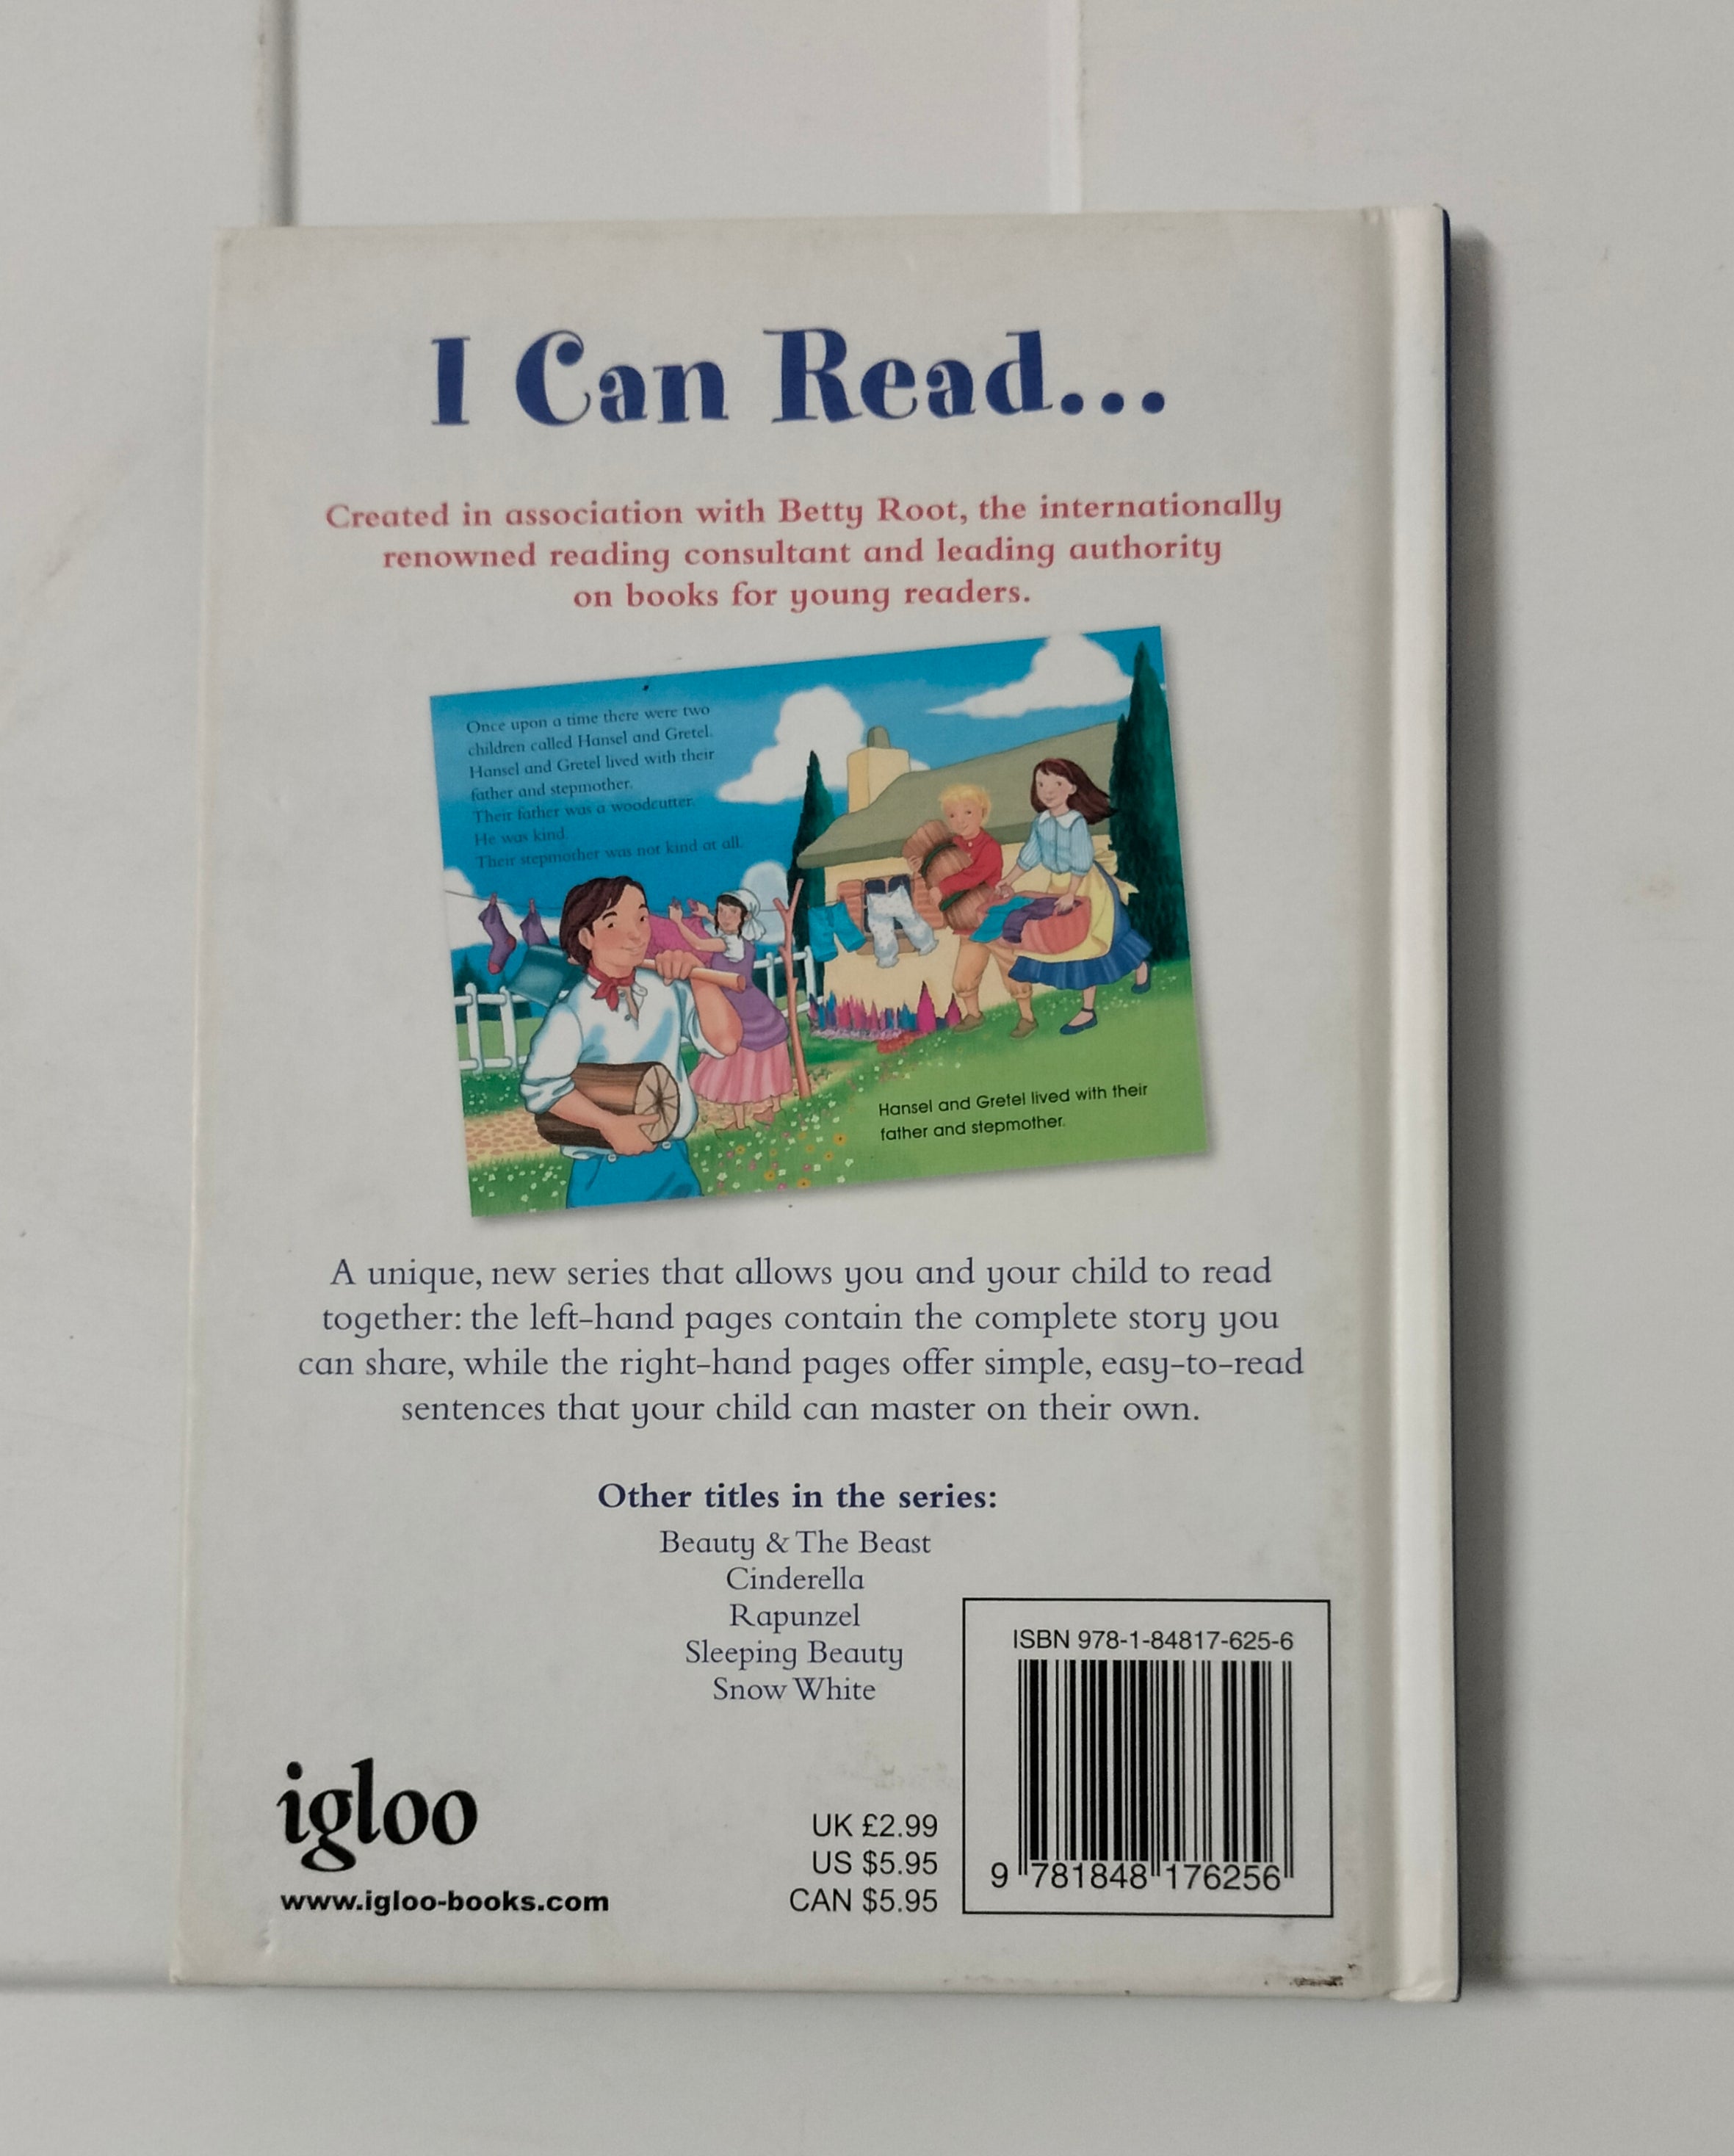 I Can Read...
Created in association with Betty Root, the internationally
renowned reading consultant and leading authority
on books for young readers.
Once upon a time there were two
children called Hansel and Gretel.
Hansel and Gretel lived with their
father and stepmother.
Their father was a woodcutter.
He was kind.
Their stepmother was not kind at all.
Hansel and Gretel lived with their
father and stepmother.
A unique, new series that allows you and your child to read
together: the left-hand pages contain the complete story you
can share, while the right-hand pages offer simple, easy-to-read
sentences that your child can master on their own.
Other titles in the series:
Beauty & The Beast
Cinderella
Rapunzel
Sleeping Beauty
Snow White
igloo
www.igloo-books.com
UK £2.99
US $5.95
CAN $5.95
ISBN 978-1-84817-625-6
9 781848 176256